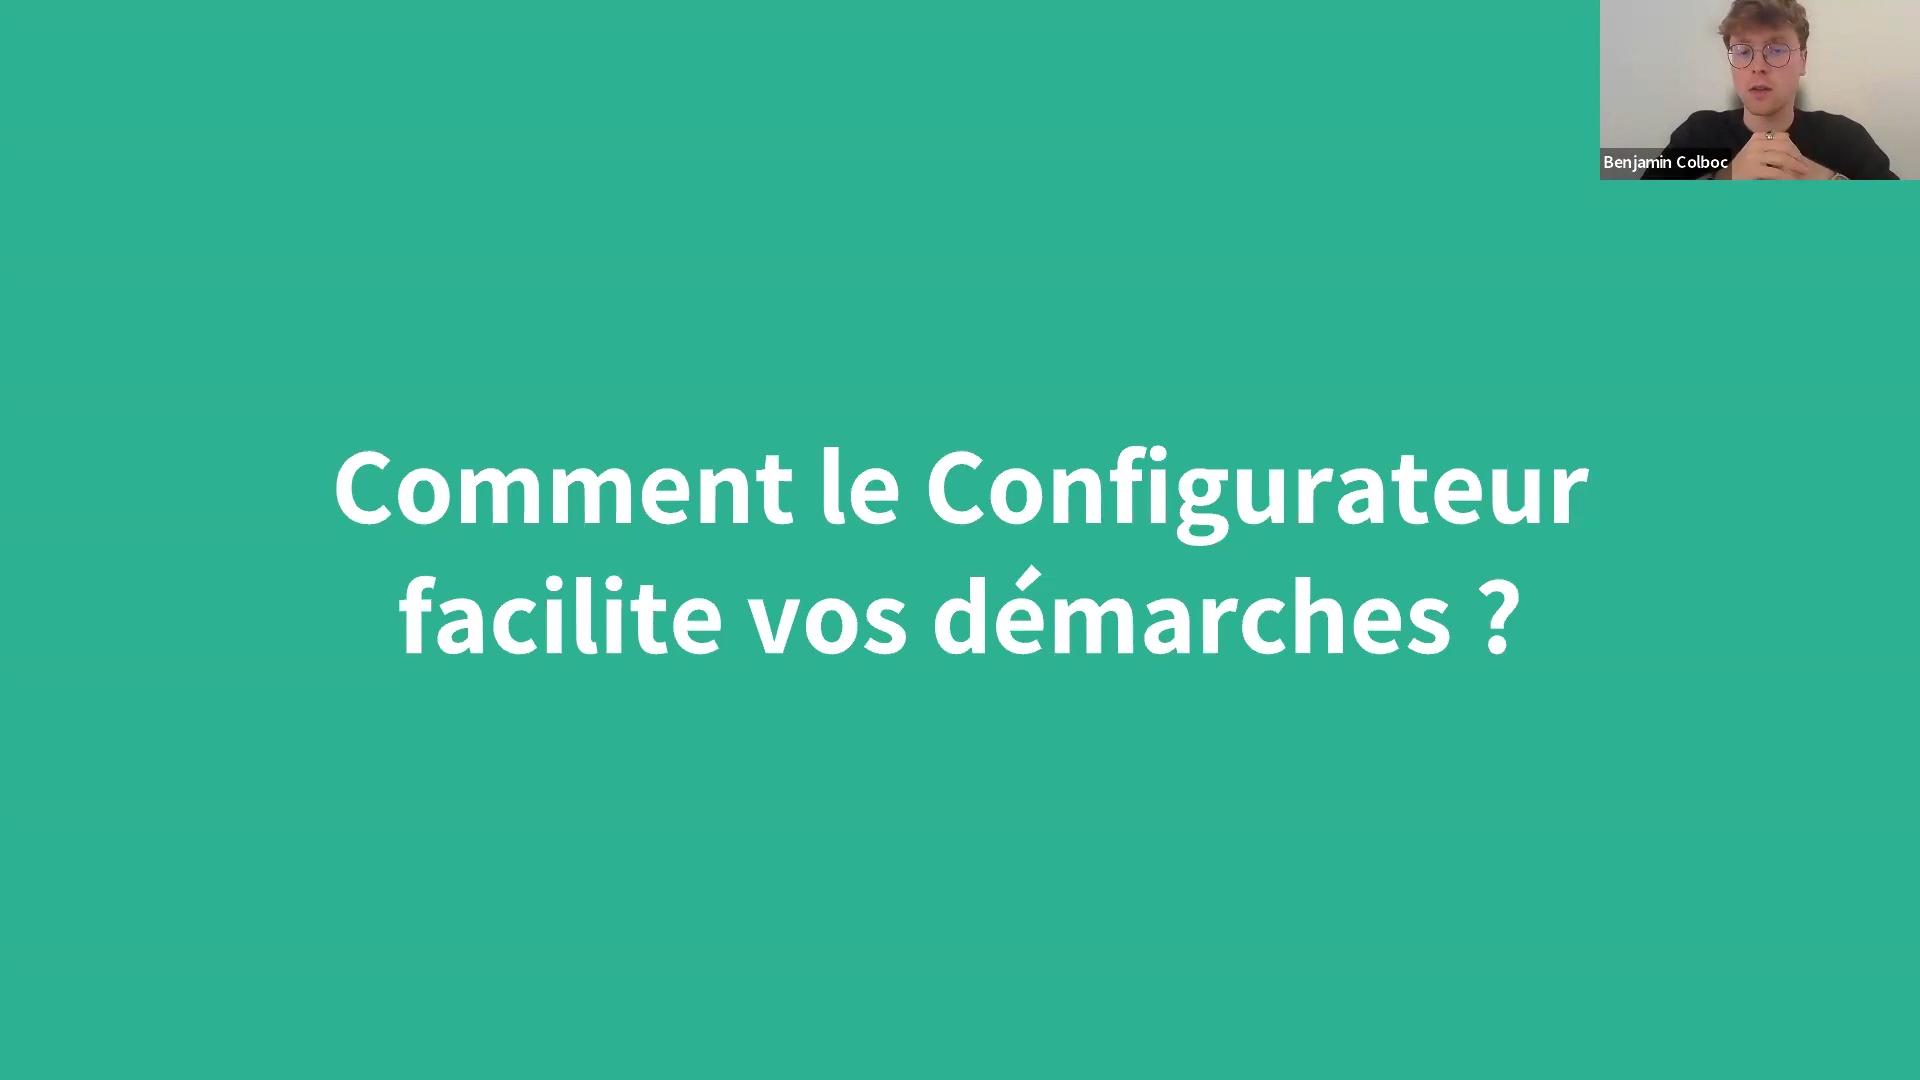 Benjamin Colboc
Comment le Configurateur
facilite vos démarches ?